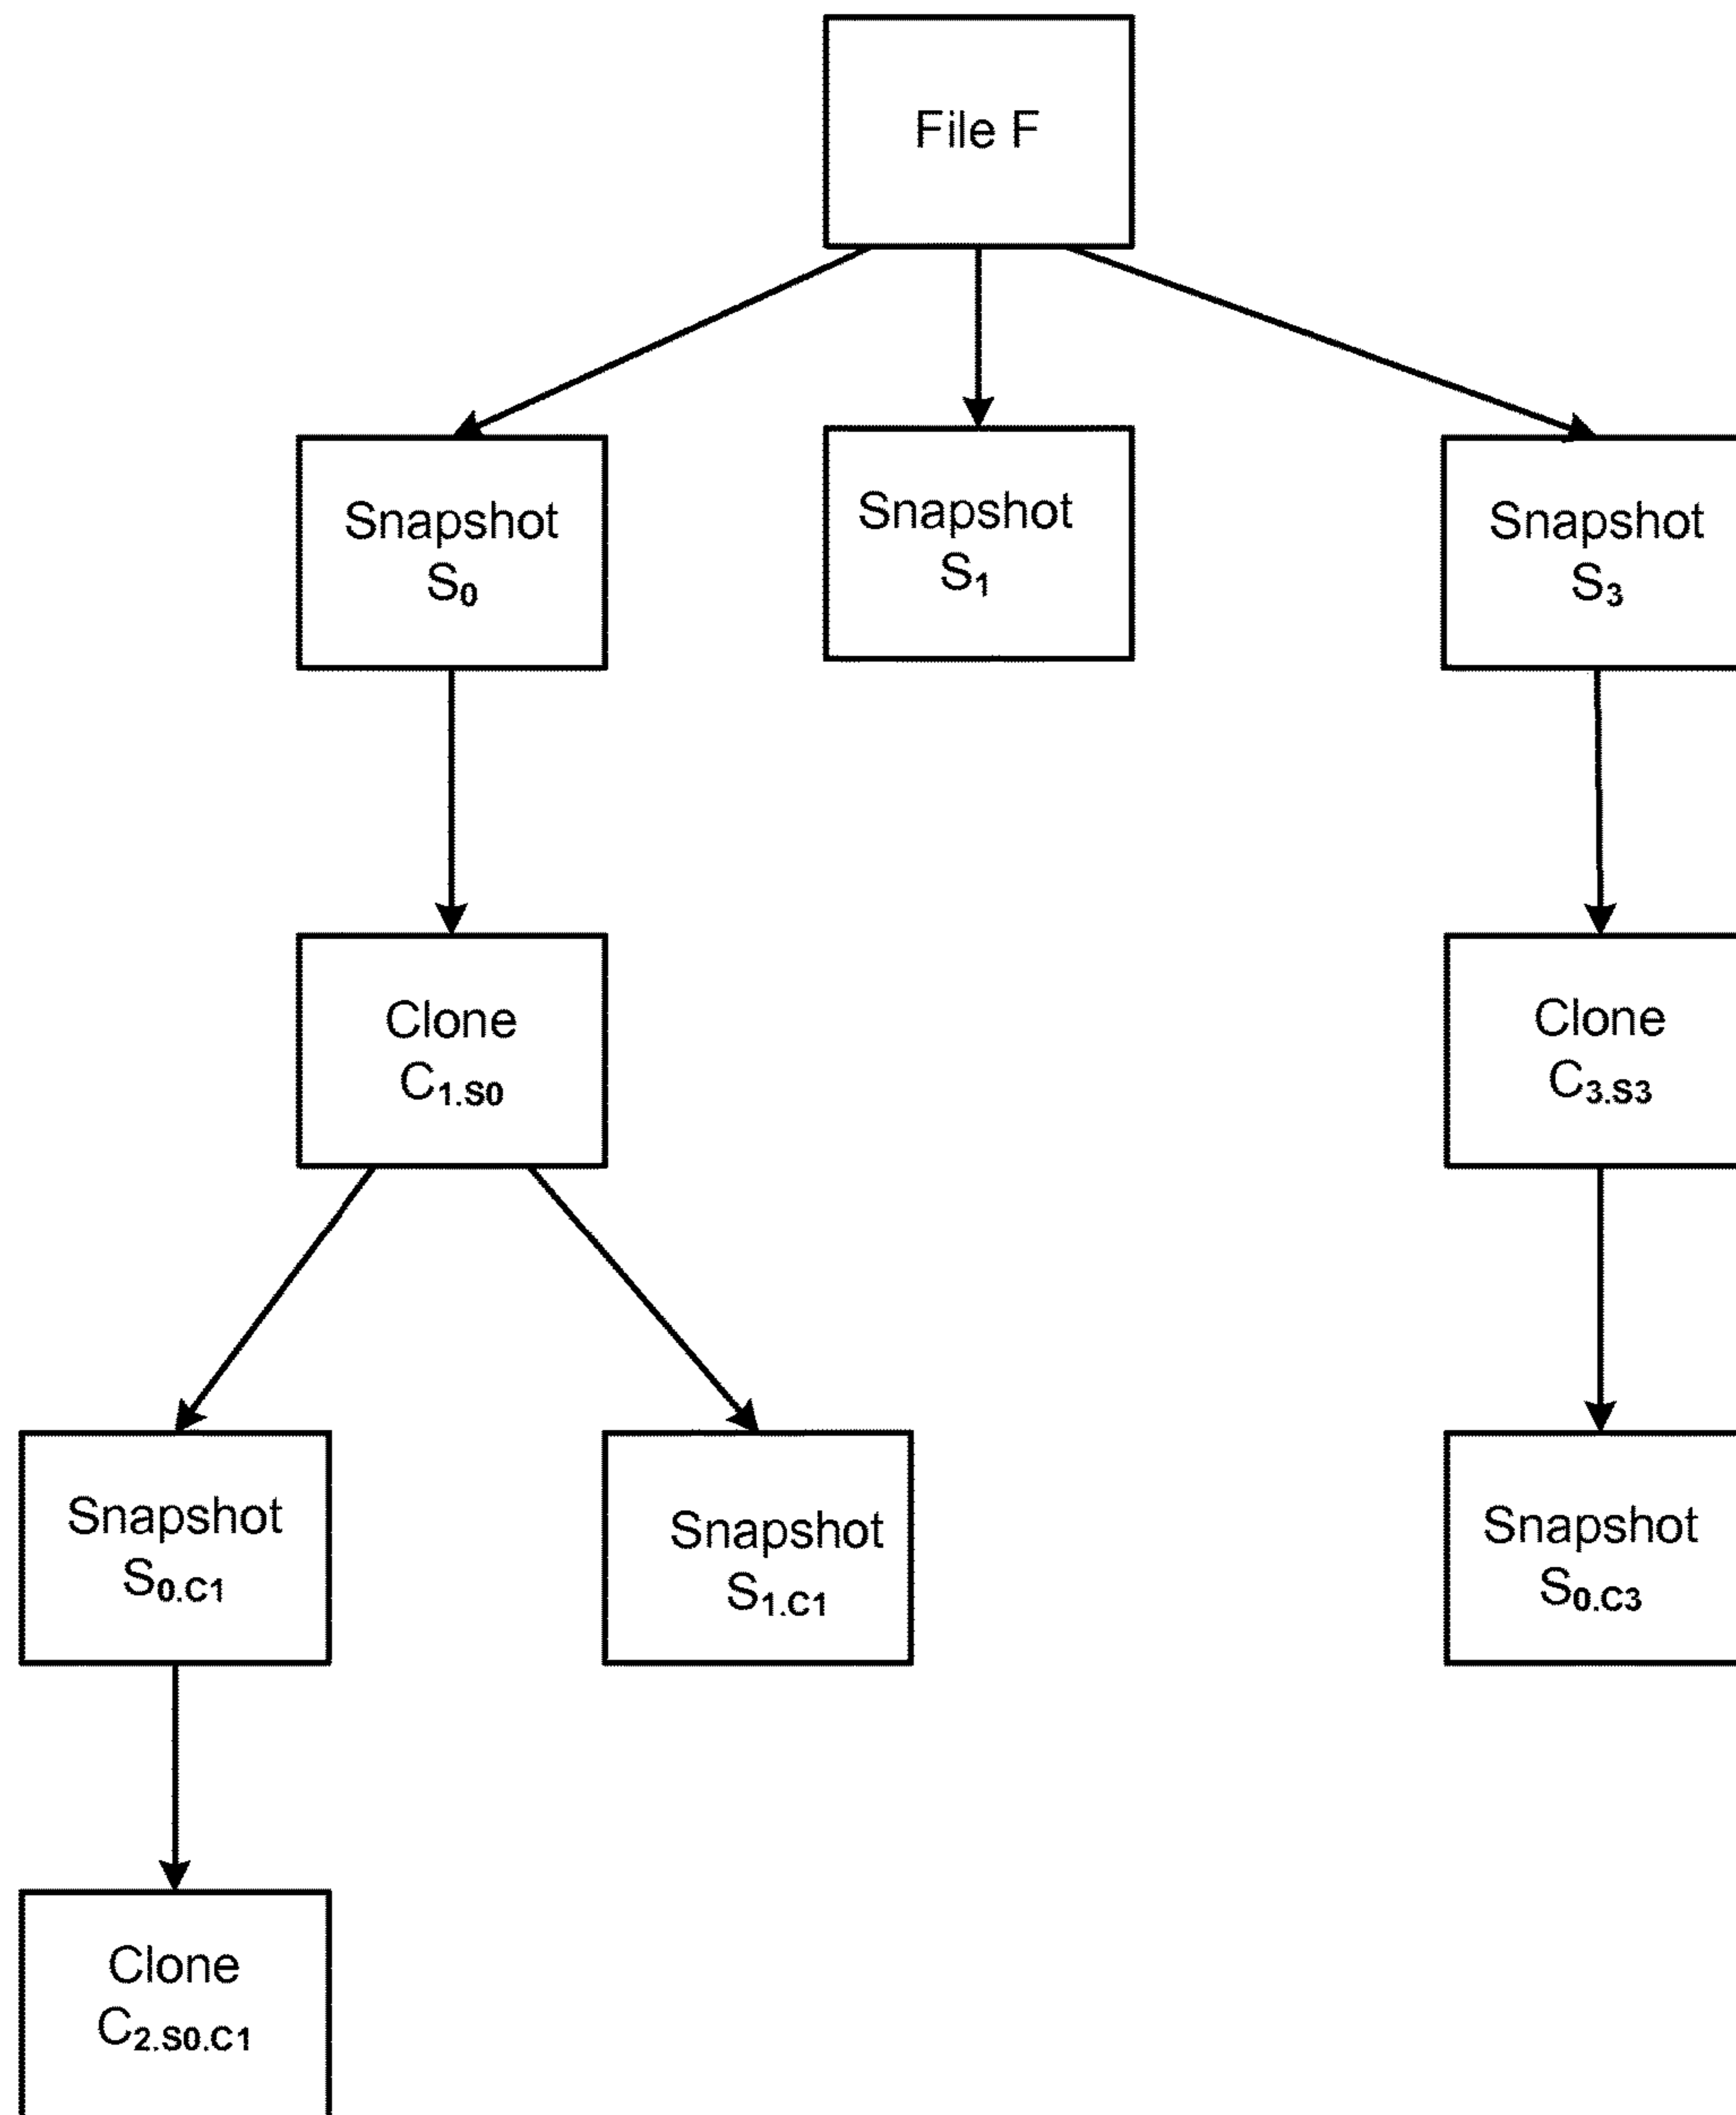 File F
Snapshot
S₀
Snapshot
S₁
Snapshot
S₃
Clone
C₁.S₀
Clone
C₃.S₃
Snapshot
S₀.C₁
Snapshot
S₁.C₁
Snapshot
S₀.C₃
Clone
C₂.S₀.C₁